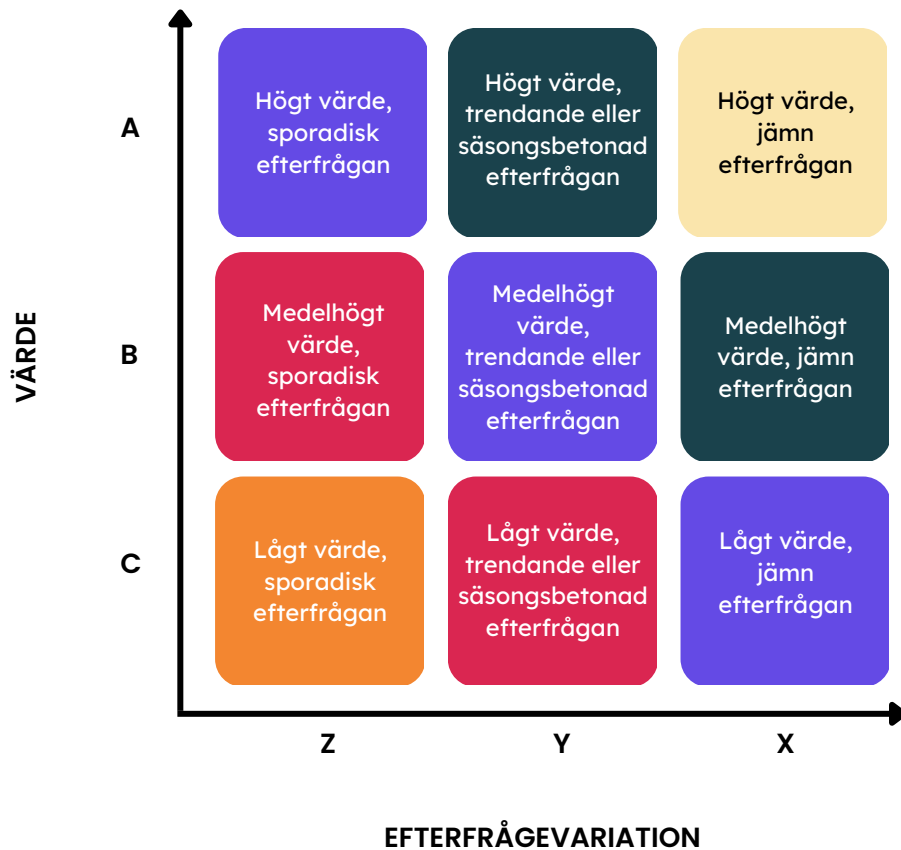 VÄRDE
A
Högt värde,
sporadisk
efterfrågan
Högt värde,
trendande eller
säsongsbetonad
efterfrågan
Högt värde,
jämn
efterfrågan
B
Medelhögt
värde,
sporadisk
efterfrågan
Medelhögt
värde,
trendande eller
säsongsbetonad
efterfrågan
Medelhögt
värde, jämn
efterfrågan
C
Lågt värde,
sporadisk
efterfrågan
Lågt värde,
trendande eller
säsongsbetonad
efterfrågan
Lågt värde,
jämn
efterfrågan
Z
Y
X
EFTERFRÅGEVARIATION